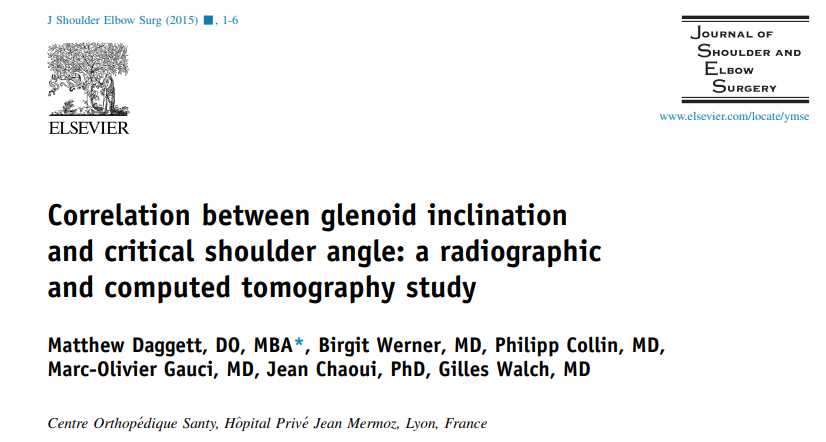 J Shoulder Elbow Surg (2015) ■, 1-6
JOURNAL OF
SHOULDER AND
ELBOW
SURGERY
ELSEVIER
www.elsevier.com/locate/ymse
Correlation between glenoid inclination
and critical shoulder angle: a radiographic
and computed tomography study
Matthew Daggett, DO, MBA*, Birgit Werner, MD, Philipp Collin, MD,
Marc-Olivier Gauci, MD, Jean Chaoui, PhD, Gilles Walch, MD
Centre Orthopédique Santy, Hôpital Privé Jean Mermoz, Lyon, France